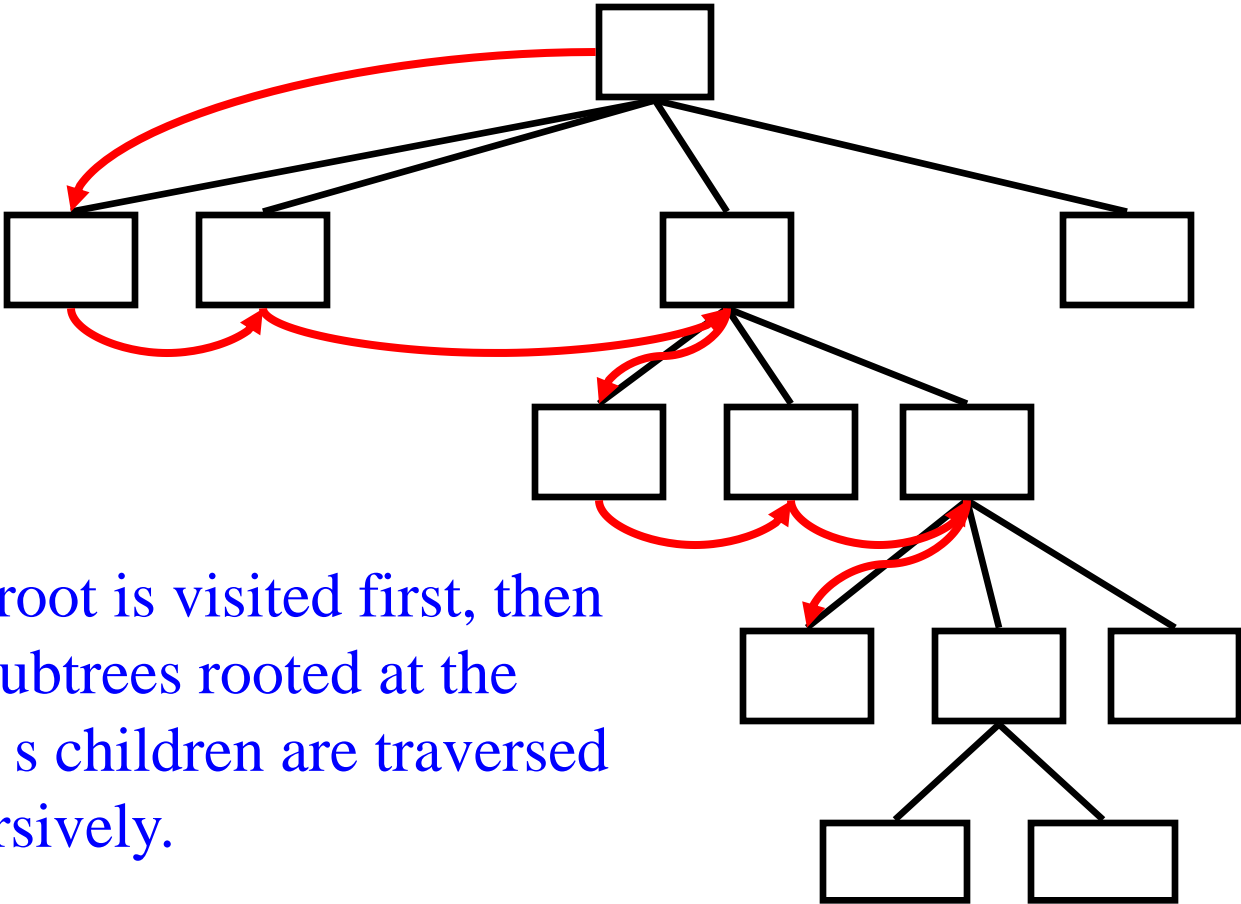 root is visited first, then
ubtrees rooted at the
s children are traversed
rsively.